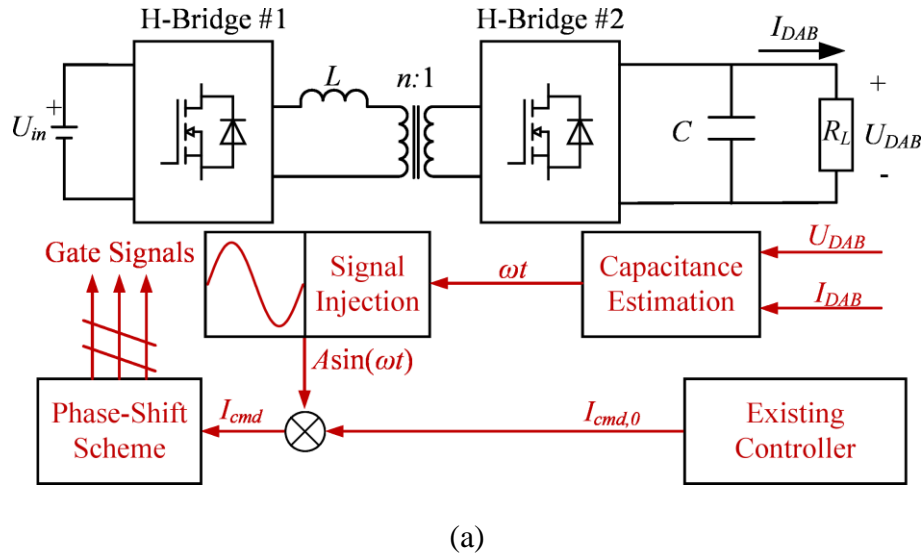 H-Bridge #1
H-Bridge #2
I_DAB
L
n:1
U_in
+
C
R_L
+
U_DAB
-
Gate Signals
Signal
Injection
ωt
Capacitance
Estimation
U_DAB
I_DAB
Asin(ωt)
Phase-Shift
Scheme
I_cmd
I_cmd,0
Existing
Controller
(a)